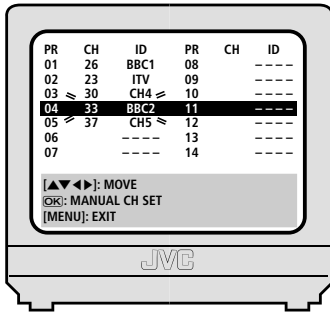 PR CH ID PR CH ID
01 26 BBC1 08 – – – –
02 23 ITV 09 – – – –
03 30 CH4 10 – – – –
04 33 BBC2 11 – – – –
05 37 CH5 12 – – – –
06 – – – – 13 – – – –
07 – – – – 14 – – – –
[▲▼◀▶]: MOVE
OK: MANUAL CH SET
[MENU]: EXIT
JVC